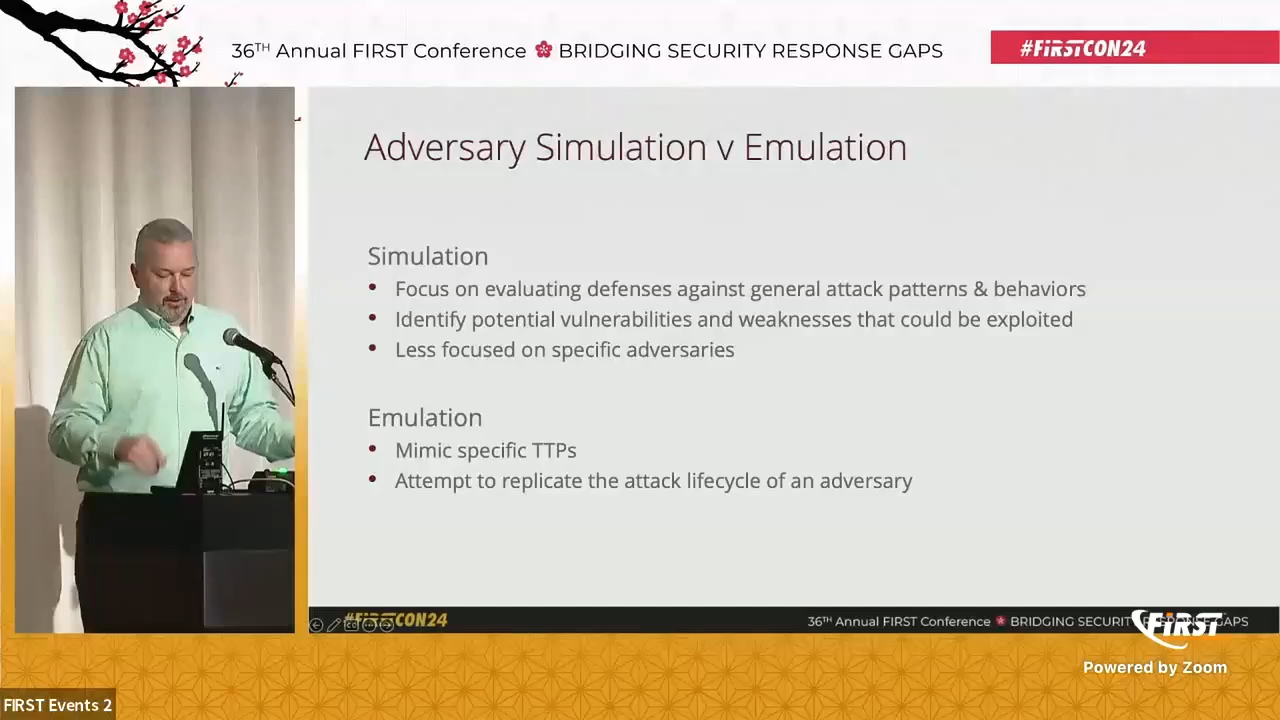 36TH Annual FIRST Conference BRIDGING SECURITY RESPONSE GAPS
#FIRSTCON24
Adversary Simulation v Emulation
Simulation
• Focus on evaluating defenses against general attack patterns & behaviors
• Identify potential vulnerabilities and weaknesses that could be exploited
• Less focused on specific adversaries
Emulation
• Mimic specific TTPs
• Attempt to replicate the attack lifecycle of an adversary
#FIRSTCON24
36TH Annual FIRST Conference BRIDGING SECURITY RESPONSE GAPS
FIRST
Powered by Zoom
FIRST Events 2